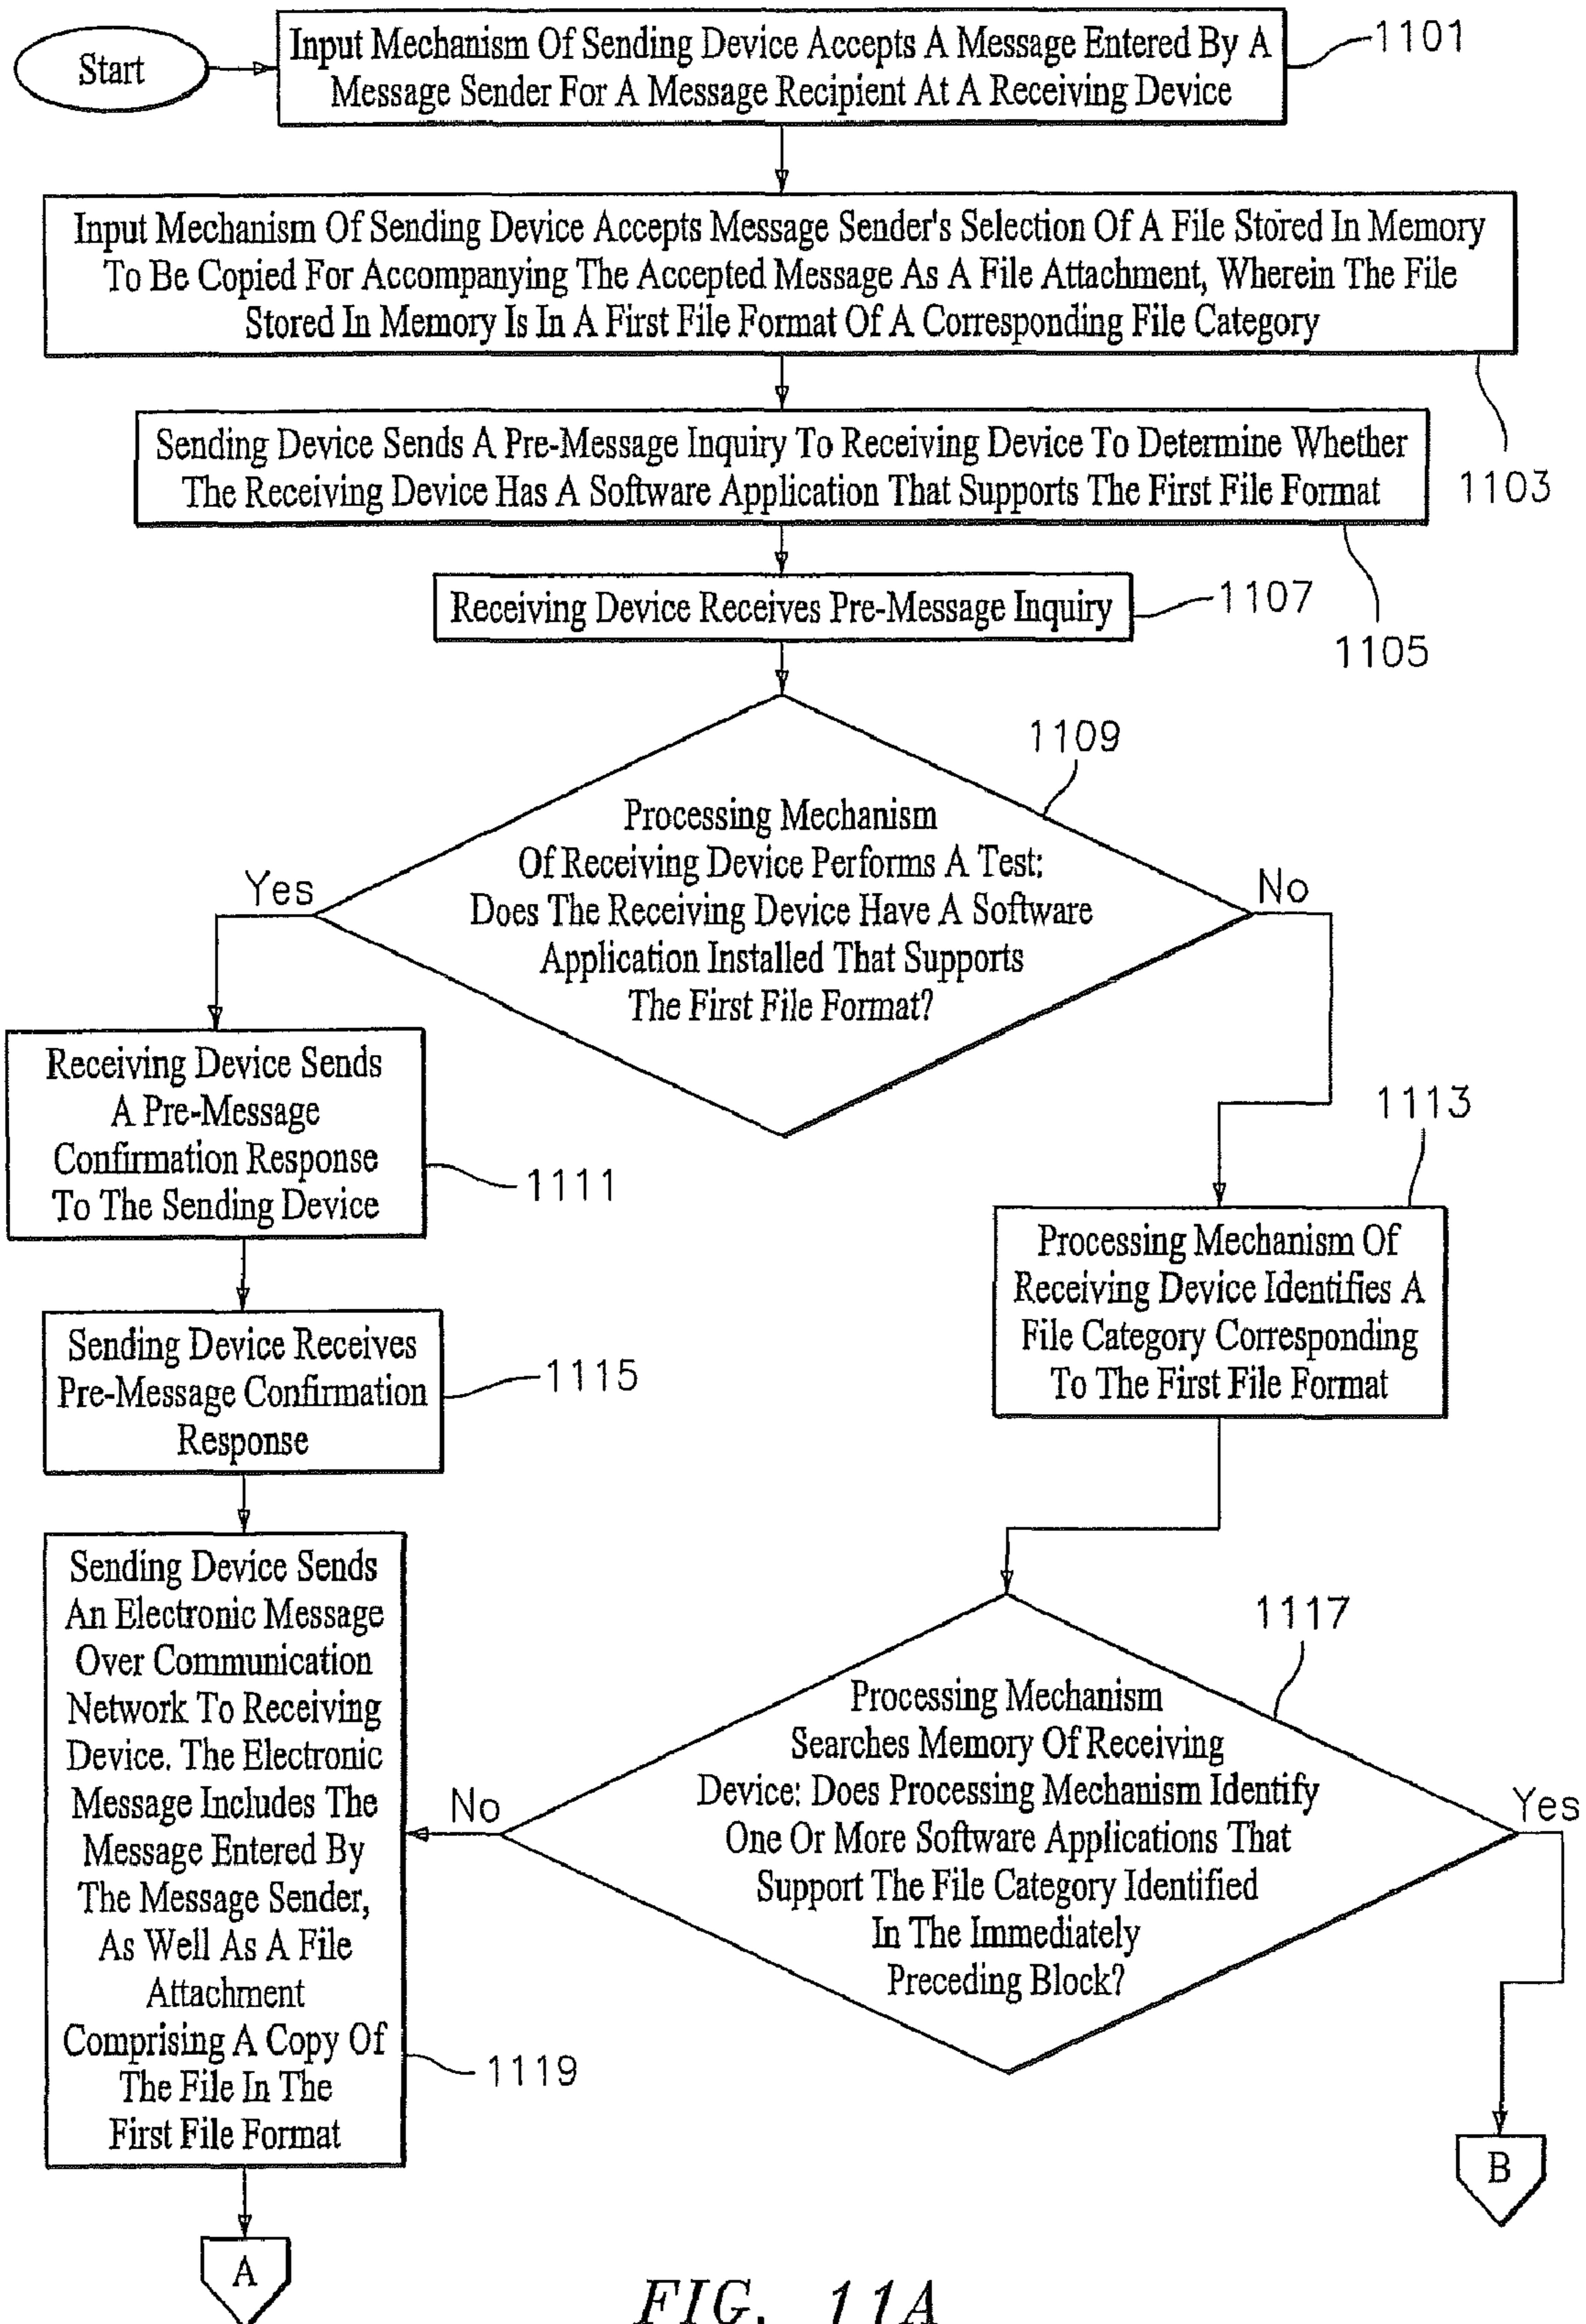 Start
Input Mechanism Of Sending Device Accepts A Message Entered By A
Message Sender For A Message Recipient At A Receiving Device
1101
Input Mechanism Of Sending Device Accepts Message Sender's Selection Of A File Stored In Memory
To Be Copied For Accompanying The Accepted Message As A File Attachment, Wherein The File
Stored In Memory Is In A First File Format Of A Corresponding File Category
1103
Sending Device Sends A Pre-Message Inquiry To Receiving Device To Determine Whether
The Receiving Device Has A Software Application That Supports The First File Format
1105
Receiving Device Receives Pre-Message Inquiry
1107
1109
Processing Mechanism
Of Receiving Device Performs A Test:
Does The Receiving Device Have A Software
Application Installed That Supports
The First File Format?
Yes
No
Receiving Device Sends
A Pre-Message
Confirmation Response
To The Sending Device
1111
1113
Processing Mechanism Of
Receiving Device Identifies A
File Category Corresponding
To The First File Format
Sending Device Receives
Pre-Message Confirmation
Response
1115
Sending Device Sends
An Electronic Message
Over Communication
Network To Receiving
Device. The Electronic
Message Includes The
Message Entered By
The Message Sender,
As Well As A File
Attachment
Comprising A Copy Of
The File In The
First File Format
1119
1117
Processing Mechanism
Searches Memory Of Receiving
Device: Does Processing Mechanism Identify
One Or More Software Applications That
Support The File Category Identified
In The Immediately
Preceding Block?
No
Yes
B
A
FIG. 11A